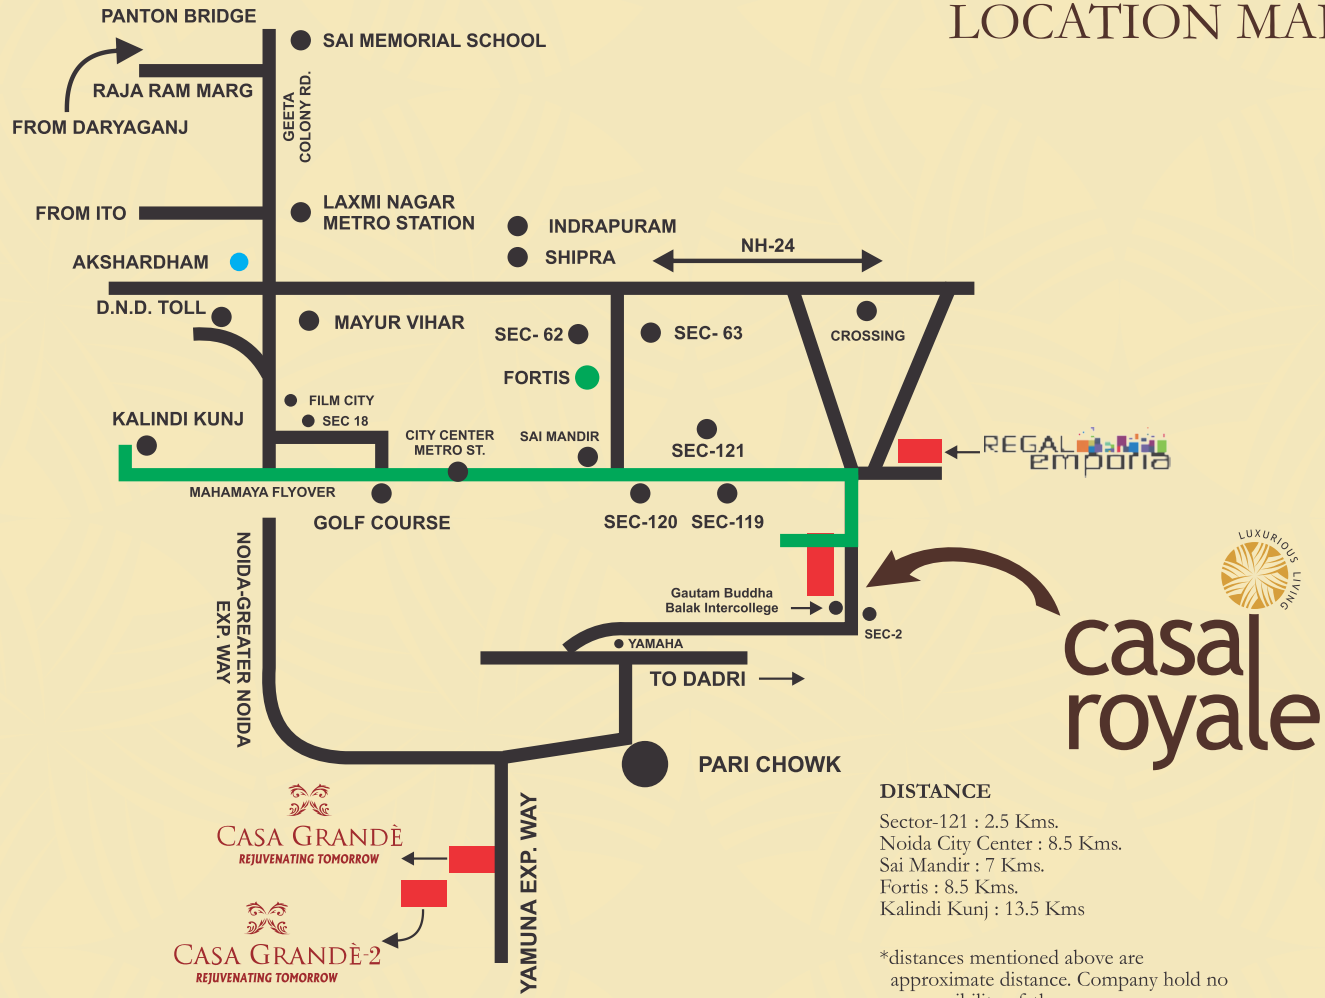 LOCATION MAP
PANTON BRIDGE
SAI MEMORIAL SCHOOL
RAJA RAM MARG
GEETA
COLONY RD.
FROM DARYAGANJ
FROM ITO
LAXMI NAGAR
METRO STATION
INDRAPURAM
SHIPRA
NH-24
AKSHARDHAM
D.N.D. TOLL
MAYUR VIHAR
SEC- 62
SEC- 63
CROSSING
FORTIS
FILM CITY
SEC 18
KALINDI KUNJ
CITY CENTER
METRO ST.
SAI MANDIR
SEC-121
REGAL
emporia
MAHAMAYA FLYOVER
GOLF COURSE
SEC-120
SEC-119
NOIDA-GREATER NOIDA
EXP. WAY
LUXURIOUS LIVING
Gautam Buddha
Balak Intercollege
SEC-2
YAMAHA
TO DADRI
casa
royale
PARI CHOWK
CASA GRANDÈ
REJUVENATING TOMORROW
CASA GRANDÈ-2
REJUVENATING TOMORROW
YAMUNA EXP. WAY
DISTANCE
Sector-121 : 2.5 Kms.
Noida City Center : 8.5 Kms.
Sai Mandir : 7 Kms.
Fortis : 8.5 Kms.
Kalindi Kunj : 13.5 Kms
*distances mentioned above are
approximate distance. Company hold no